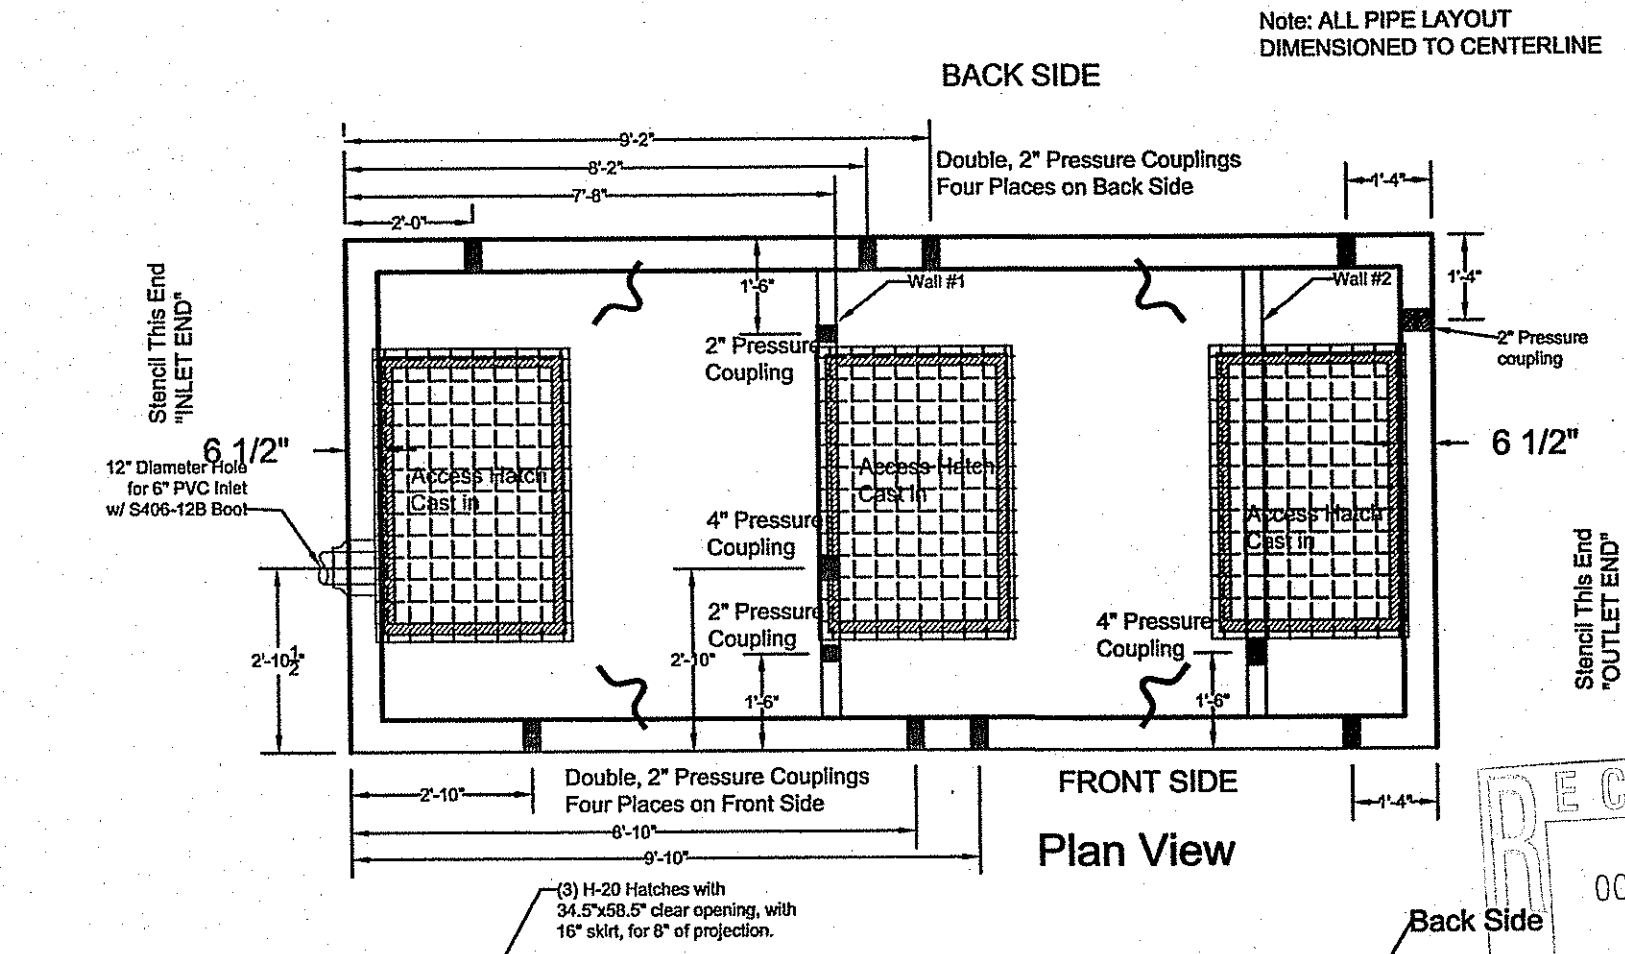 Note: ALL PIPE LAYOUT
DIMENSIONED TO CENTERLINE
BACK SIDE
9'-2"
8'-2"
7'-8"
2'-0"
Double, 2" Pressure Couplings
Four Places on Back Side
1'-4"
Stencil This End
"INLET END"
1'-6"
Wall #1
Wall #2
1'-4"
2" Pressure
Coupling
2" Pressure
coupling
6 1/2"
6 1/2"
12" Diameter Hole
for 6" PVC Inlet
w/ S406-12B Boot
Access Hatch
Cast in
Access Hatch
Cast in
Access Hatch
Cast in
4" Pressure
Coupling
2" Pressure
Coupling
4" Pressure
Coupling
Stencil This End
"OUTLET END"
2'-10½"
2'-10"
1'-6"
1'-6"
Double, 2" Pressure Couplings
Four Places on Front Side
FRONT SIDE
2'-10"
8'-10"
9'-10"
1'-4"
Plan View
(3) H-20 Hatches with
34.5"x58.5" clear opening, with
16" skirt, for 8" of projection.
Back Side
R E C